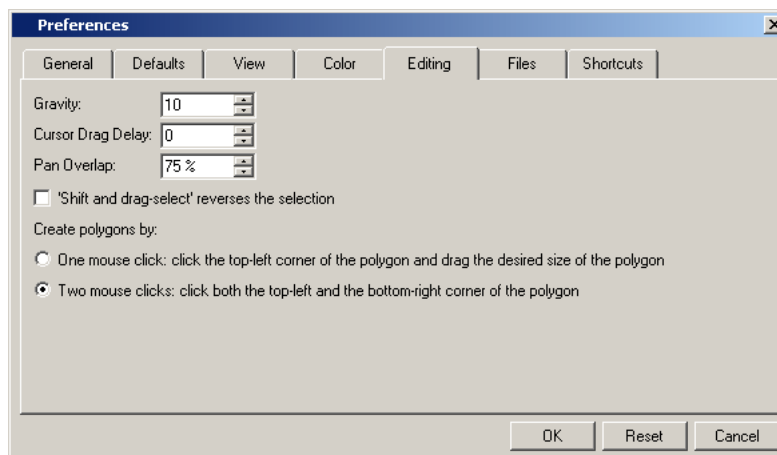 Preferences
General Defaults View Color Editing Files Shortcuts
Gravity: 10
Cursor Drag Delay: 0
Pan Overlap: 75 %
'Shift and drag-select' reverses the selection
Create polygons by:
One mouse click: click the top-left corner of the polygon and drag the desired size of the polygon
Two mouse clicks: click both the top-left and the bottom-right corner of the polygon
OK Reset Cancel